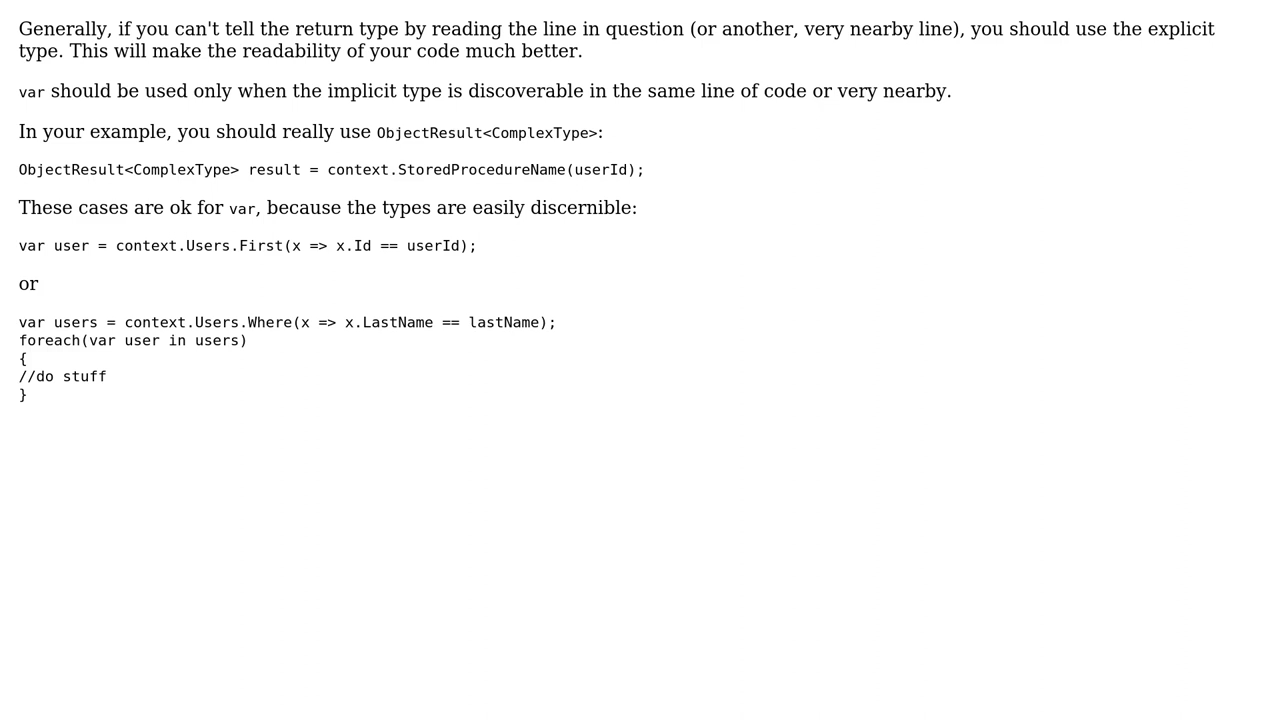 Generally, if you can't tell the return type by reading the line in question (or another, very nearby line), you should use the explicit
type. This will make the readability of your code much better.
var should be used only when the implicit type is discoverable in the same line of code or very nearby.
In your example, you should really use ObjectResult<ComplexType>:
ObjectResult<ComplexType> result = context.StoredProcedureName(userId);
These cases are ok for var, because the types are easily discernible:
var user = context.Users.First(x => x.Id == userId);
or
var users = context.Users.Where(x => x.LastName == lastName);
foreach(var user in users)
{
//do stuff
}